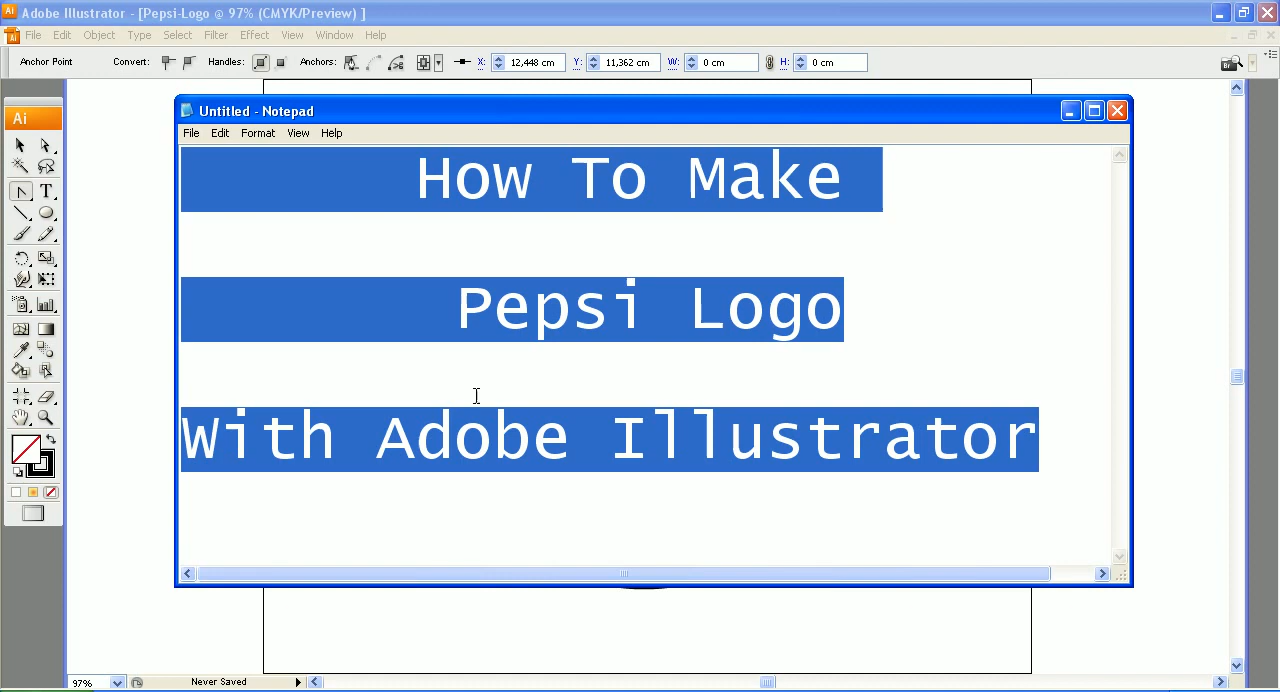 Adobe Illustrator - [Pepsi-Logo @ 97% (CMYK/Preview) ]
File Edit Object Type Select Filter Effect View Window Help
Anchor Point Convert: Handles: Anchors: X: 12,448 cm Y: 11,362 cm W: 0 cm H: 0 cm
Ai
Untitled - Notepad
File Edit Format View Help
How To Make
Pepsi Logo
With Adobe Illustrator
97% Never Saved